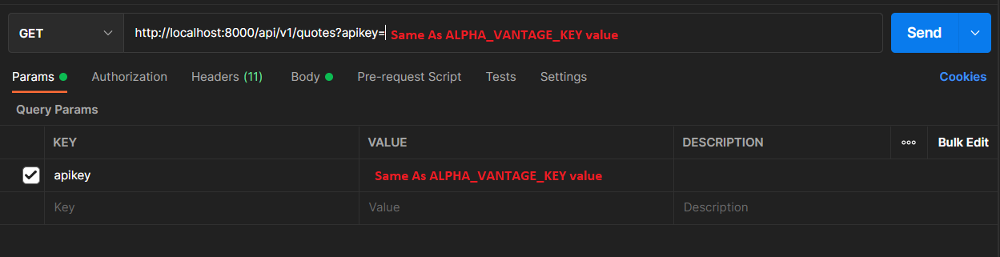 GET http://localhost:8000/api/v1/quotes?apikey= Same As ALPHA_VANTAGE_KEY value Send
Params Authorization Headers (11) Body Pre-request Script Tests Settings Cookies
Query Params
KEY VALUE DESCRIPTION ooo Bulk Edit
apikey Same As ALPHA_VANTAGE_KEY value
Key Value Description